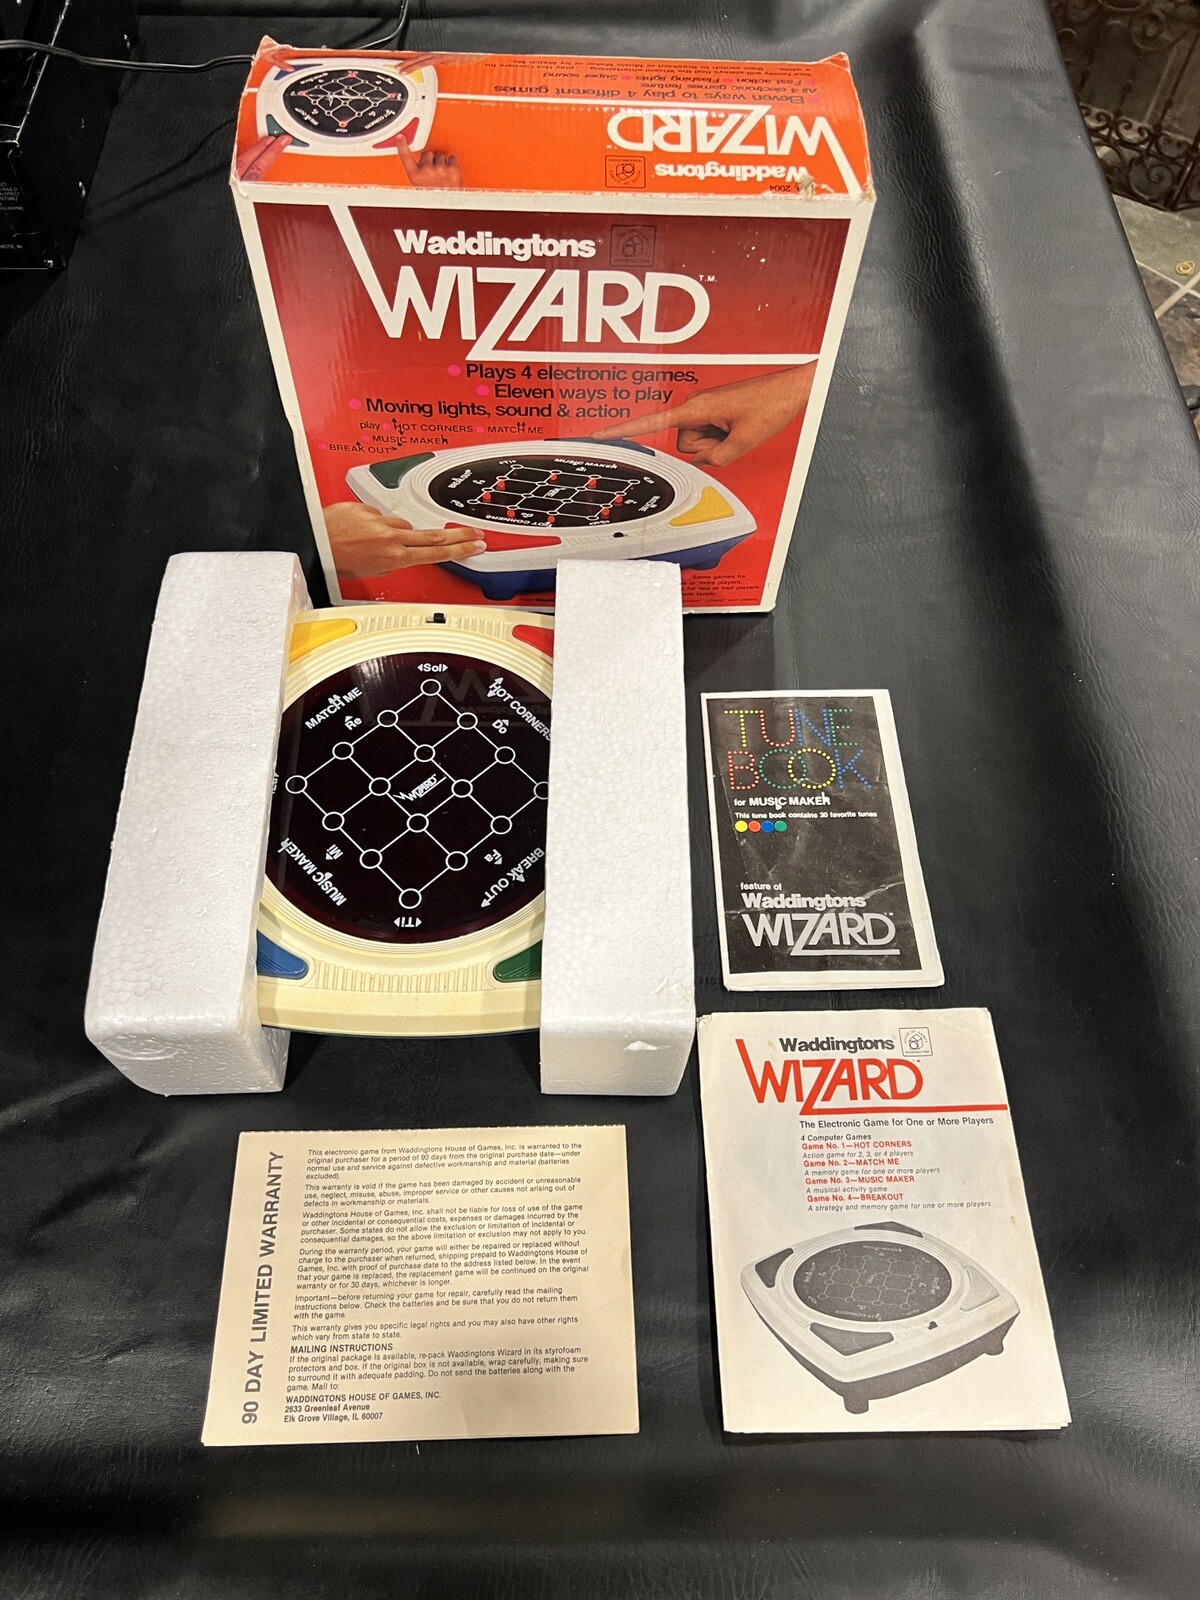 Eleven ways to play 4 different games
All 4 electronic games feature:
Fast action • Flashing lights • Super sound
WIZARD
Waddingtons
2004
Waddingtons
WIZARD T.M.
• Plays 4 electronic games,
• Eleven ways to play
• Moving lights, sound & action
play • HOT CORNERS • MATCH ME
• MUSIC MAKER
• BREAK OUT
MUSIC MAKER
HOT CORNERS
Some games for
or more players,
for two or four players
Sol
MATCH ME
HOT CORNERS
Re
Do
WIZARD
Mi
Fa
MUSIC MAKER
BREAK OUT
Ti
TUNE
BOOK
for MUSIC MAKER
This tune book contains 30 favorite tunes
feature of
Waddingtons
WIZARD
Waddingtons
WIZARD
The Electronic Game for One or More Players
4 Computer Games
Game No. 1—HOT CORNERS
Action game for 2, 3, or 4 players
Game No. 2—MATCH ME
A memory game for one or more players
Game No. 3—MUSIC MAKER
A musical activity game
Game No. 4—BREAKOUT
A strategy and memory game for one or more players
90 DAY LIMITED WARRANTY
This electronic game from Waddingtons House of Games, Inc. is warranted to the
original purchaser for a period of 90 days from the original purchase date—under
normal use and service against defective workmanship and material (batteries
excluded).
This warranty is void if the game has been damaged by accident or unreasonable
use, neglect, misuse, abuse, improper service or other causes not arising out of
defects in workmanship or materials.
Waddingtons House of Games, Inc. shall not be liable for loss of use of the game
or other incidental or consequential costs, expenses or damages incurred by the
purchaser. Some states do not allow the exclusion or limitation of incidental or
consequential damages, so the above limitation or exclusion may not apply to you.
During the warranty period, your game will either be repaired or replaced without
charge to the purchaser when returned, shipping prepaid to Waddingtons House of
Games, Inc. with proof of purchase date to the address listed below. In the event
that your game is replaced, the replacement game will be continued on the original
warranty or for 30 days, whichever is longer.
Important—before returning your game for repair, carefully read the mailing
instructions below. Check the batteries and be sure that you do not return them
with the game.
This warranty gives you specific legal rights and you may also have other rights
which vary from state to state.
MAILING INSTRUCTIONS
If the original package is available, re-pack Waddingtons Wizard in its styrofoam
protectors and box. If the original box is not available, wrap carefully, making sure
to surround it with adequate padding. Do not send the batteries along with the
game. Mail to:
WADDINGTONS HOUSE OF GAMES, INC.
2633 Greenleaf Avenue
Elk Grove Village, IL 60007